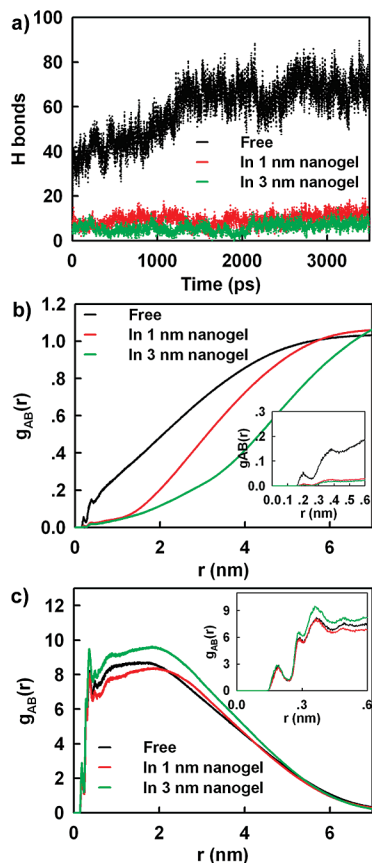 a)
100
80
60
40
20
0
H bonds
Free
In 1 nm nanogel
In 3 nm nanogel
0 1000 2000 3000
Time (ps)
b)
1.2
1.0
.8
.6
.4
.2
0.0
gAB(r)
Free
In 1 nm nanogel
In 3 nm nanogel
.3
.2
.1
0.0
gAB(r)
0.0 .1 .2 .3 .4 .5 .6
r (nm)
0 2 4 6
r (nm)
c)
12
10
8
6
4
2
0
gAB(r)
9
6
3
0
gAB(r)
0 .3 .6
r (nm)
Free
In 1 nm nanogel
In 3 nm nanogel
0 2 4 6
r (nm)